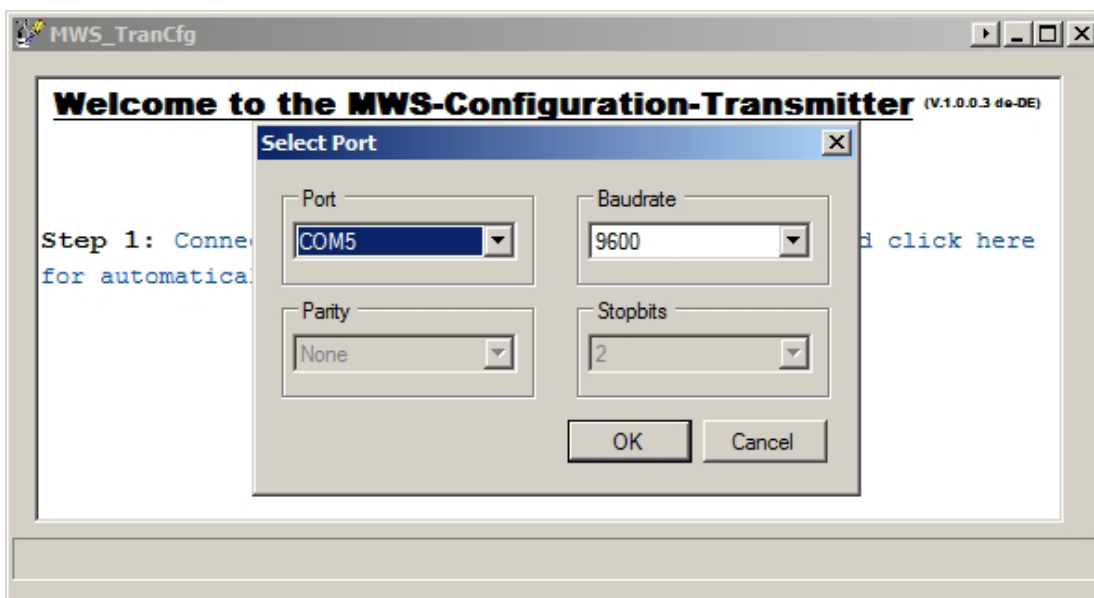 MWS_TranCfg
Welcome to the MWS-Configuration-Transmitter (V.1.0.0.3 de-DE)
Select Port
Port
Baudrate
Step 1: Conne
COM5
9600
d click here
for automatica
Parity
Stopbits
None
2
OK
Cancel